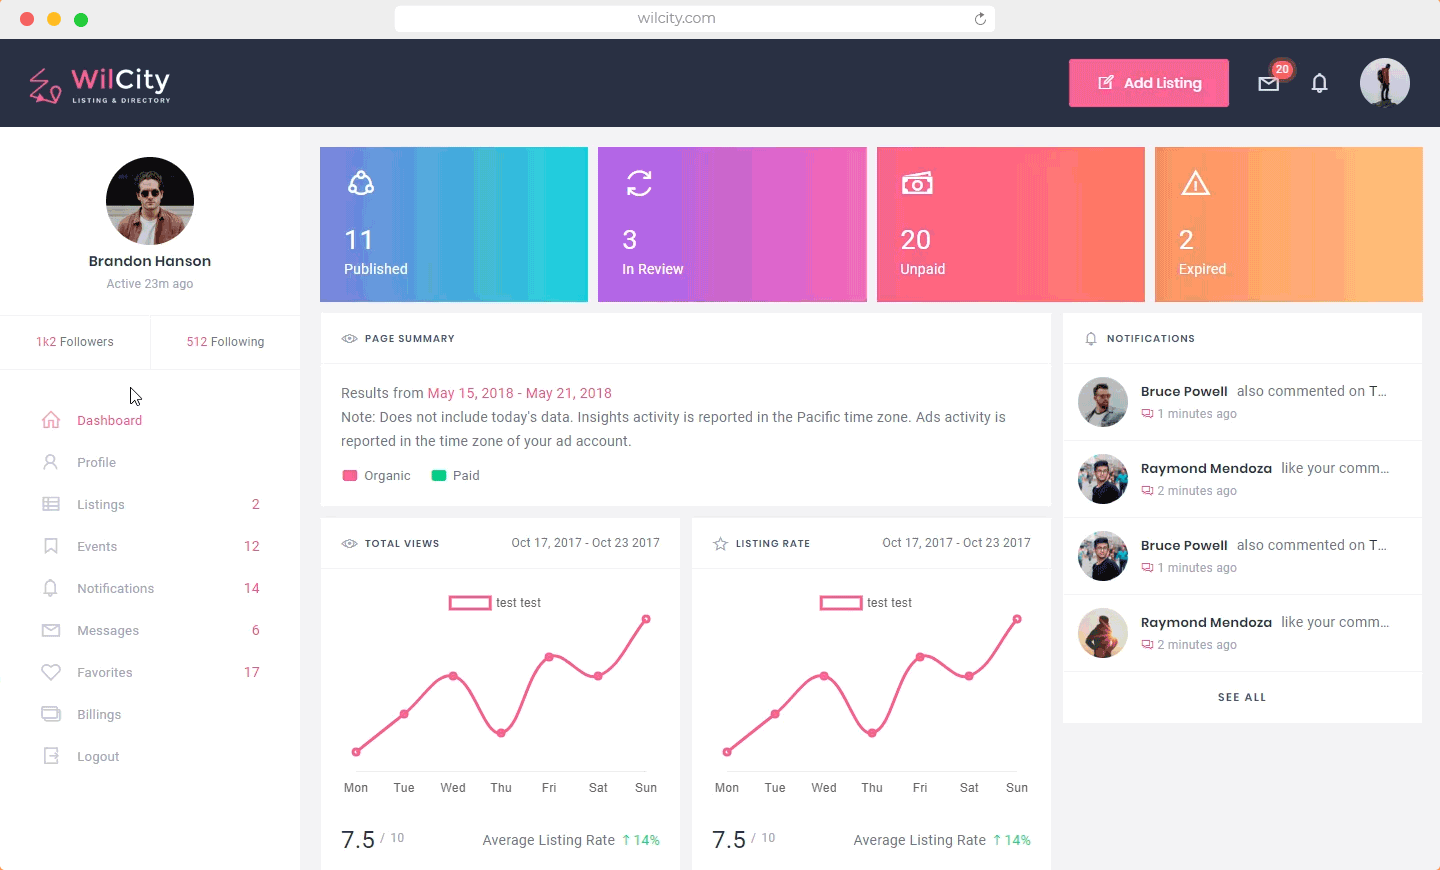 wilcity.com
WilCity
LISTING & DIRECTORY
Add Listing
20
Brandon Hanson
Active 23m ago
1k2 Followers
512 Following
Dashboard
Profile
Listings 2
Events 12
Notifications 14
Messages 6
Favorites 17
Billings
Logout
11
Published
3
In Review
20
Unpaid
2
Expired
PAGE SUMMARY
Results from May 15, 2018 - May 21, 2018
Note: Does not include today's data. Insights activity is reported in the Pacific time zone. Ads activity is
reported in the time zone of your ad account.
Organic Paid
TOTAL VIEWS Oct 17, 2017 - Oct 23 2017
test test
Mon Tue Wed Thu Fri Sat Sun
7.5 / 10 Average Listing Rate ↑ 14%
LISTING RATE Oct 17, 2017 - Oct 23 2017
test test
Mon Tue Wed Thu Fri Sat Sun
7.5 / 10 Average Listing Rate ↑ 14%
NOTIFICATIONS
Bruce Powell also commented on T...
1 minutes ago
Raymond Mendoza like your comm...
2 minutes ago
Bruce Powell also commented on T...
1 minutes ago
Raymond Mendoza like your comm...
2 minutes ago
SEE ALL